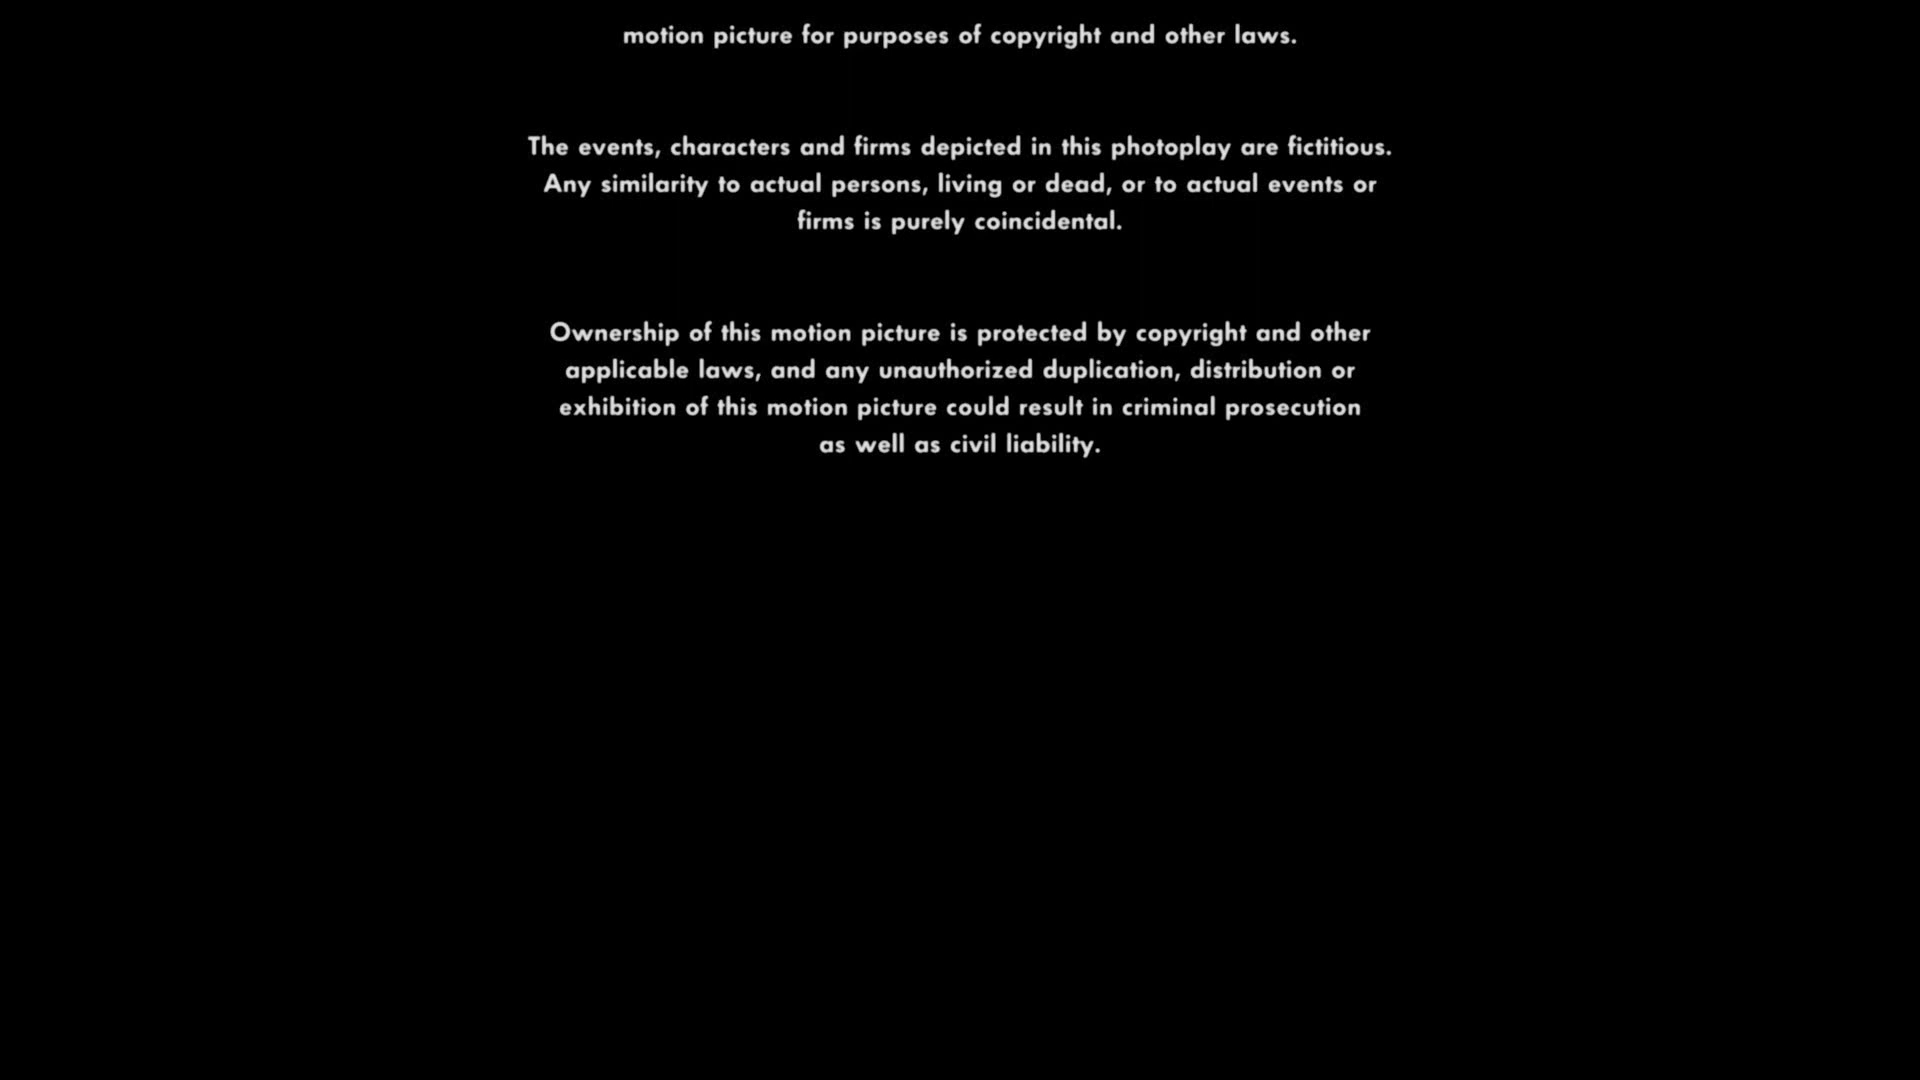 motion picture for purposes of copyright and other laws.
The events, characters and firms depicted in this photoplay are fictitious.
Any similarity to actual persons, living or dead, or to actual events or
firms is purely coincidental.
Ownership of this motion picture is protected by copyright and other
applicable laws, and any unauthorized duplication, distribution or
exhibition of this motion picture could result in criminal prosecution
as well as civil liability.